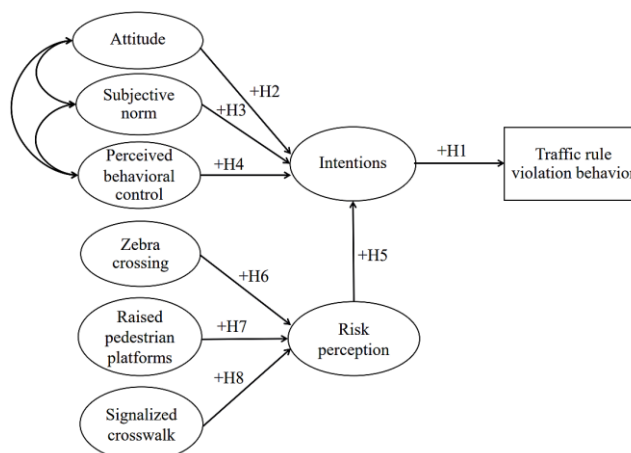 Attitude
+H2
Subjective
norm
+H3
Perceived
behavioral
control
+H4
Intentions
+H1
Traffic rule
violation behavior
+H5
Zebra
crossing
+H6
Raised
pedestrian
platforms
+H7
Risk
perception
+H8
Signalized
crosswalk